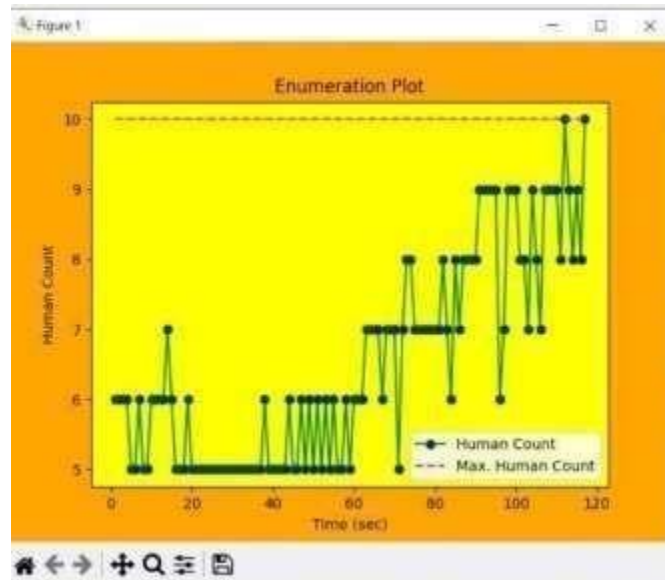 Figure 1
Enumeration Plot
10
9
8
7
6
5
Human Count
Human Count
Max. Human Count
0 20 40 60 80 100 120
Time (sec)